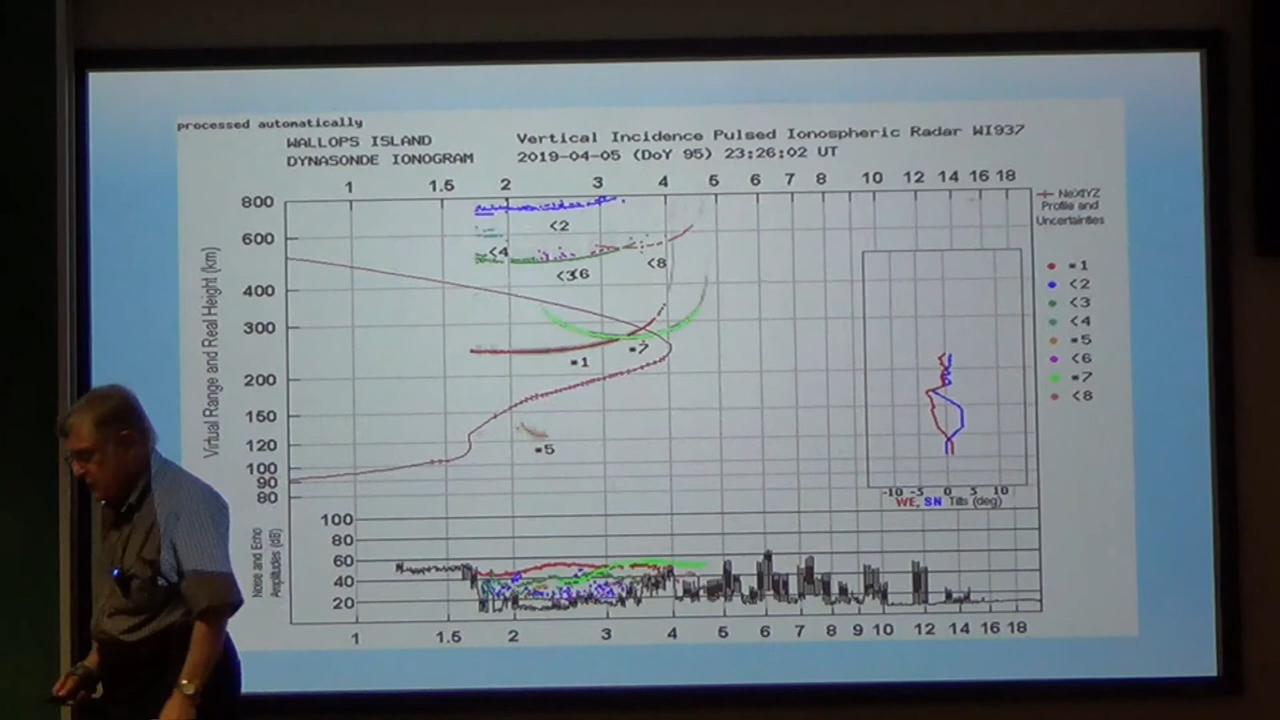 processed automatically
WALLOPS ISLAND
DYNASONDE IONOGRAM
Vertical Incidence Pulsed Ionospheric Radar WI937
2019-04-05 (DoY 95) 23:26:02 UT
1 1.5 2 3 4 5 6 7 8 10 12 14 16 18
800
600
400
300
200
150
120
100
90
80
Virtual Range and Real Height (km)
<2
<4
<36
<8
=1
=7
=5
NeXtYZ
Profile and
Uncertainties
=1
<2
<3
<4
=5
<6
=7
<8
-10 -5 0 5 10
WE, SN Tilts (deg)
Noise and Echo
Amplitudes (dB)
100
80
60
40
20
1 1.5 2 3 4 5 6 7 8 9 10 12 14 16 18